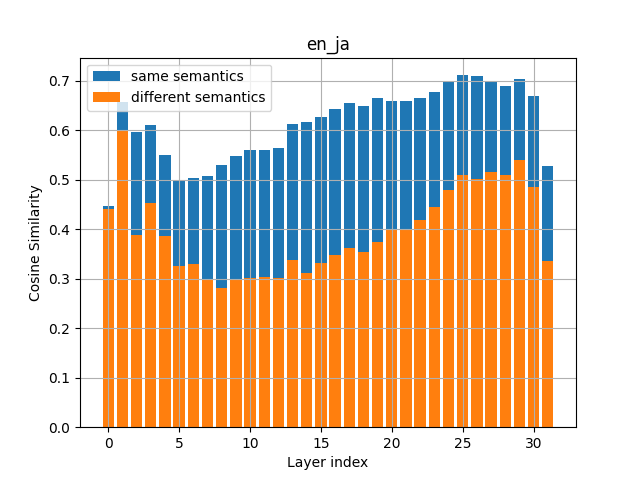 en_ja
same semantics
different semantics
Cosine Similarity
0.7
0.6
0.5
0.4
0.3
0.2
0.1
0.0
0 5 10 15 20 25 30
Layer index